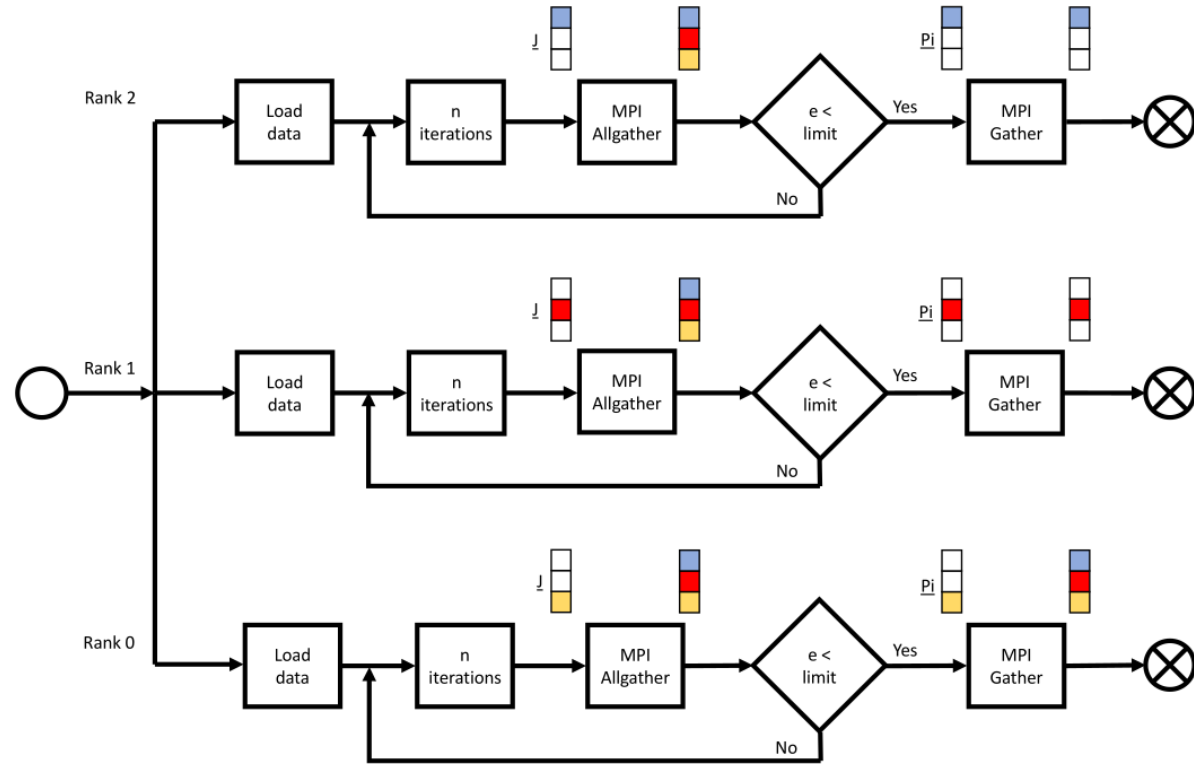 J
Pi
Rank 2
Load
data
n
iterations
MPI
Allgather
e <
limit
Yes
MPI
Gather
No
J
Pi
Rank 1
Load
data
n
iterations
MPI
Allgather
e <
limit
Yes
MPI
Gather
No
J
Pi
Rank 0
Load
data
n
iterations
MPI
Allgather
e <
limit
Yes
MPI
Gather
No